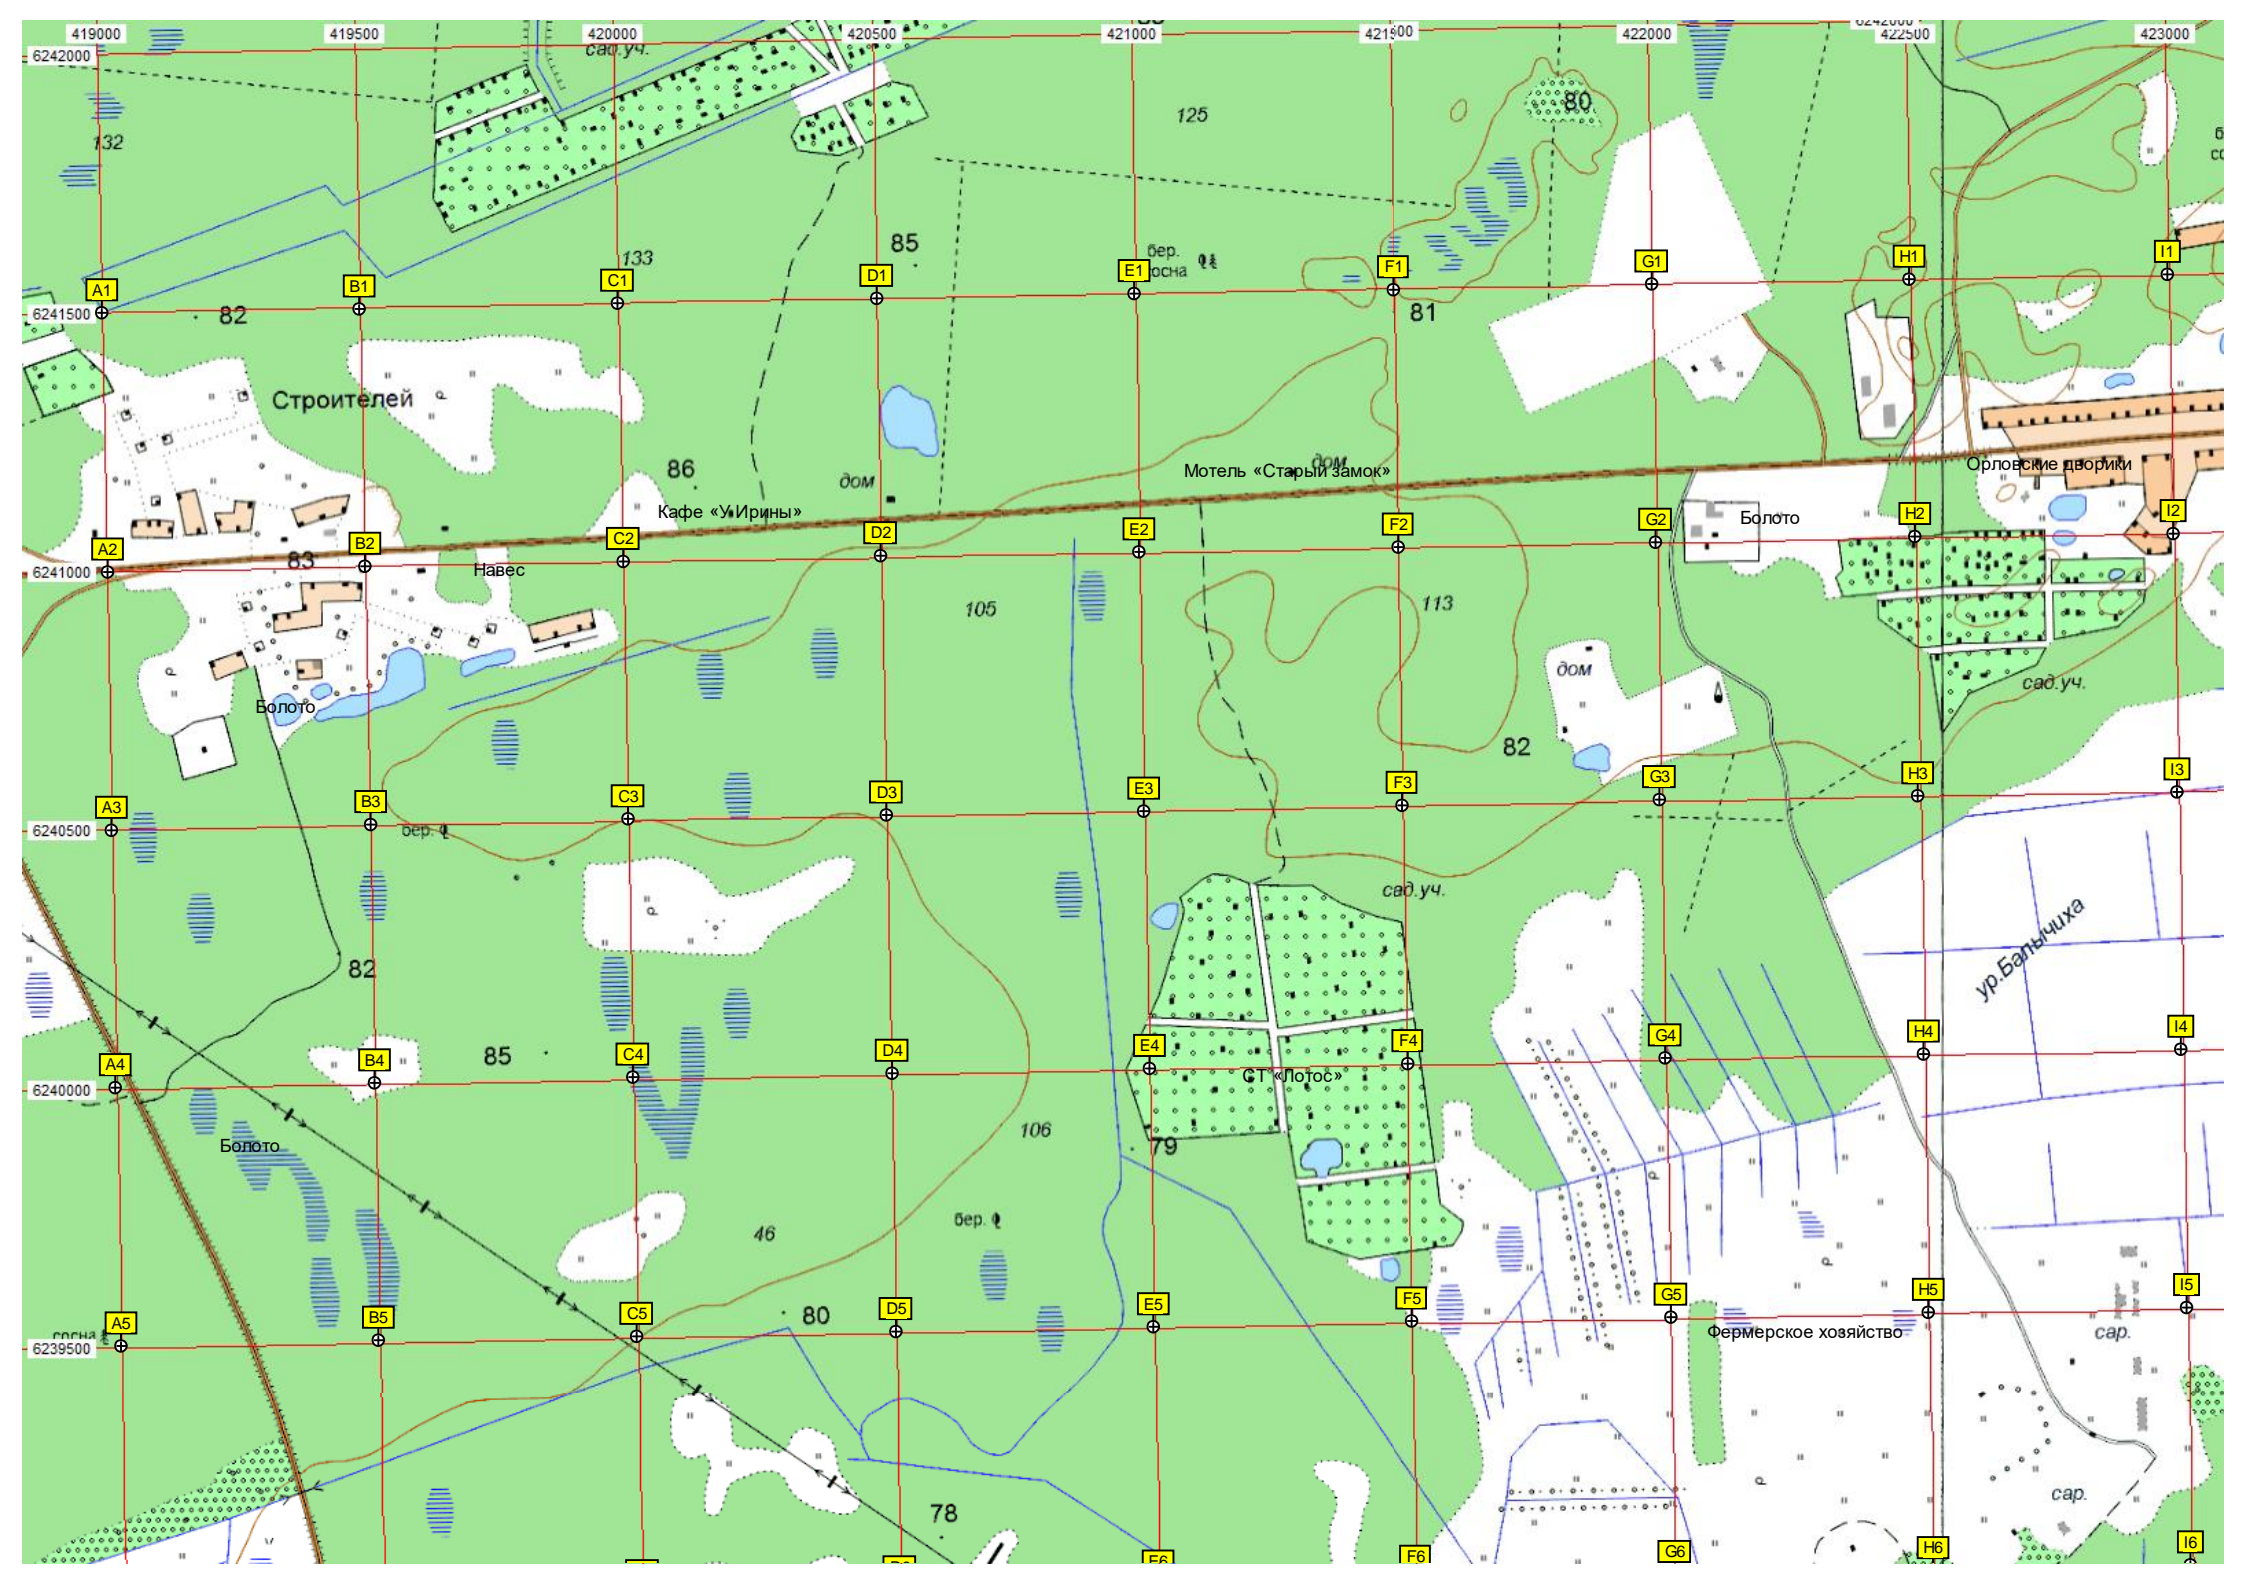 419000 419500 420000 420500 421000 421500 422000 422500 423000
6242000
6242000
сад.уч.
80
125
132
133
85
бер.
сосна
A1 B1 C1 D1 E1 F1 G1 H1 I1
6241500
82
81
Строителей
86
дом
дом
Мотель «Старый замок»
Орловские дворики
Кафе «У Ирины»
Болото
A2 B2 C2 D2 E2 F2 G2 H2 I2
6241000
83
Навес
105
113
дом
сад.уч.
Болото
82
A3 B3 C3 D3 E3 F3 G3 H3 I3
6240500
бер.
сад.уч.
ур.Балычиха
82
85
A4 B4 C4 D4 E4 F4 G4 H4 I4
6240000
СТ «Лотос»
106
79
Болото
46
бер.
A5 B5 C5 D5 E5 F5 G5 H5 I5
80
6239500
сосна
Фермерское хозяйство
сар.
сар.
78
E6 F6 G6 H6 I6